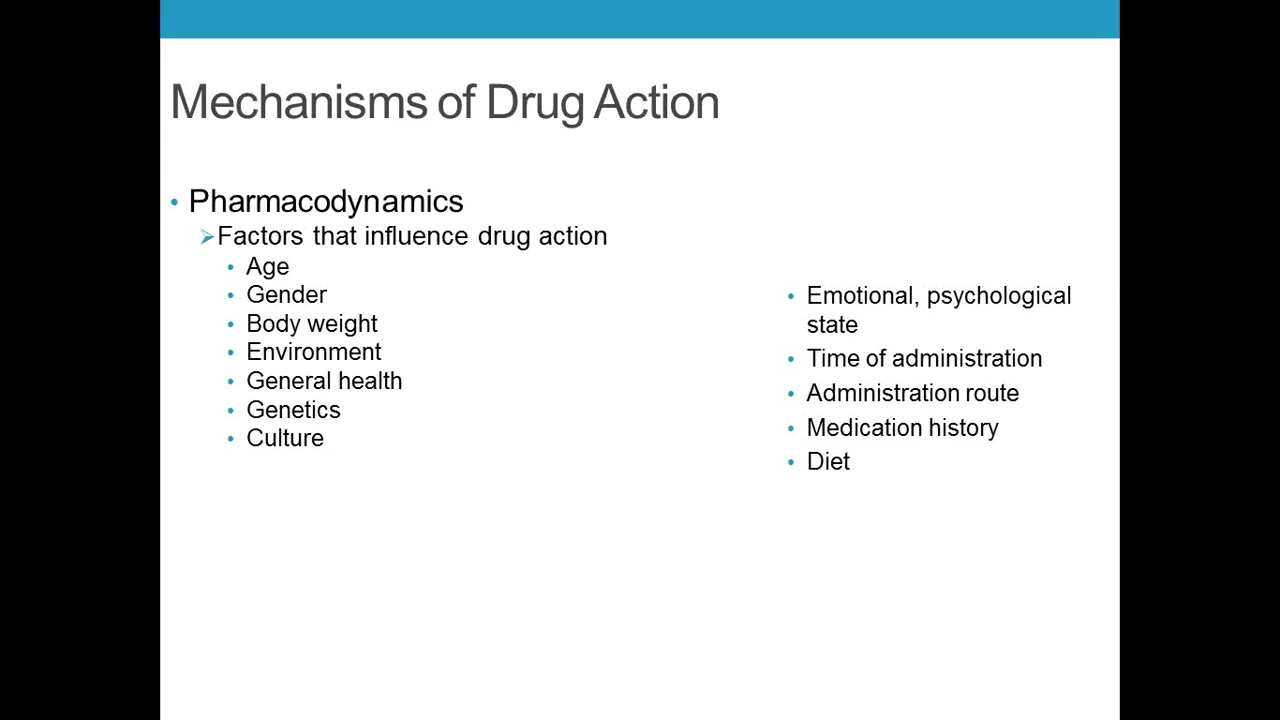 Mechanisms of Drug Action
• Pharmacodynamics
➢Factors that influence drug action
• Age
• Gender
• Body weight
• Environment
• General health
• Genetics
• Culture
• Emotional, psychological
state
• Time of administration
• Administration route
• Medication history
• Diet